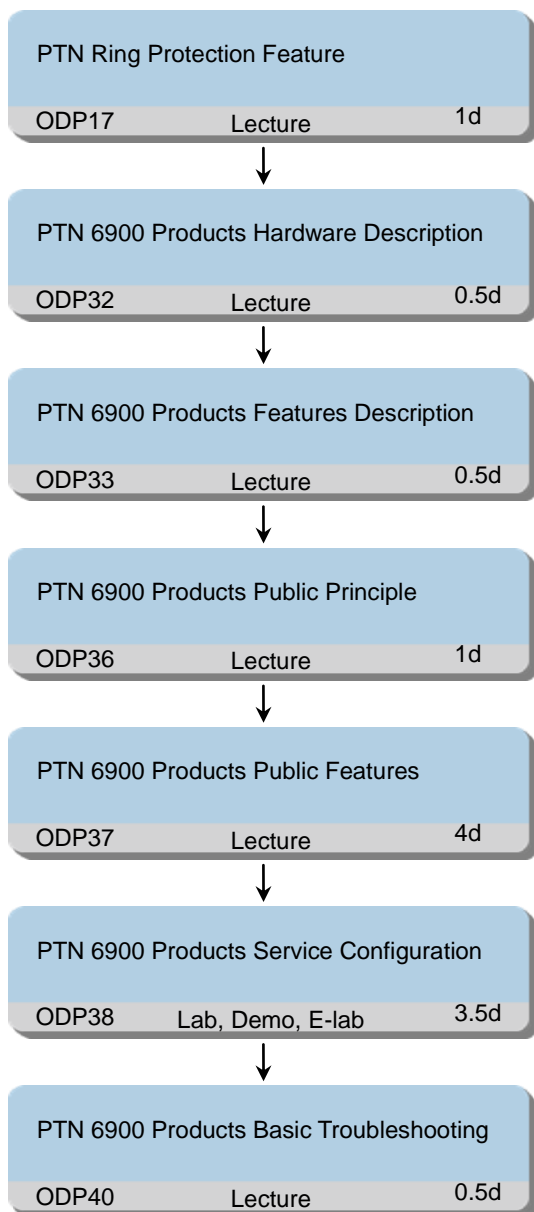 PTN Ring Protection Feature
ODP17 Lecture 1d
PTN 6900 Products Hardware Description
ODP32 Lecture 0.5d
PTN 6900 Products Features Description
ODP33 Lecture 0.5d
PTN 6900 Products Public Principle
ODP36 Lecture 1d
PTN 6900 Products Public Features
ODP37 Lecture 4d
PTN 6900 Products Service Configuration
ODP38 Lab, Demo, E-lab 3.5d
PTN 6900 Products Basic Troubleshooting
ODP40 Lecture 0.5d